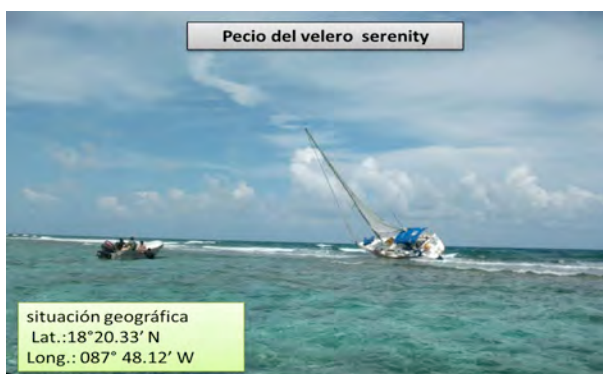 Pecio del velero serenity
situación geográfica
Lat.:18°20.33’ N
Long.: 087° 48.12’ W